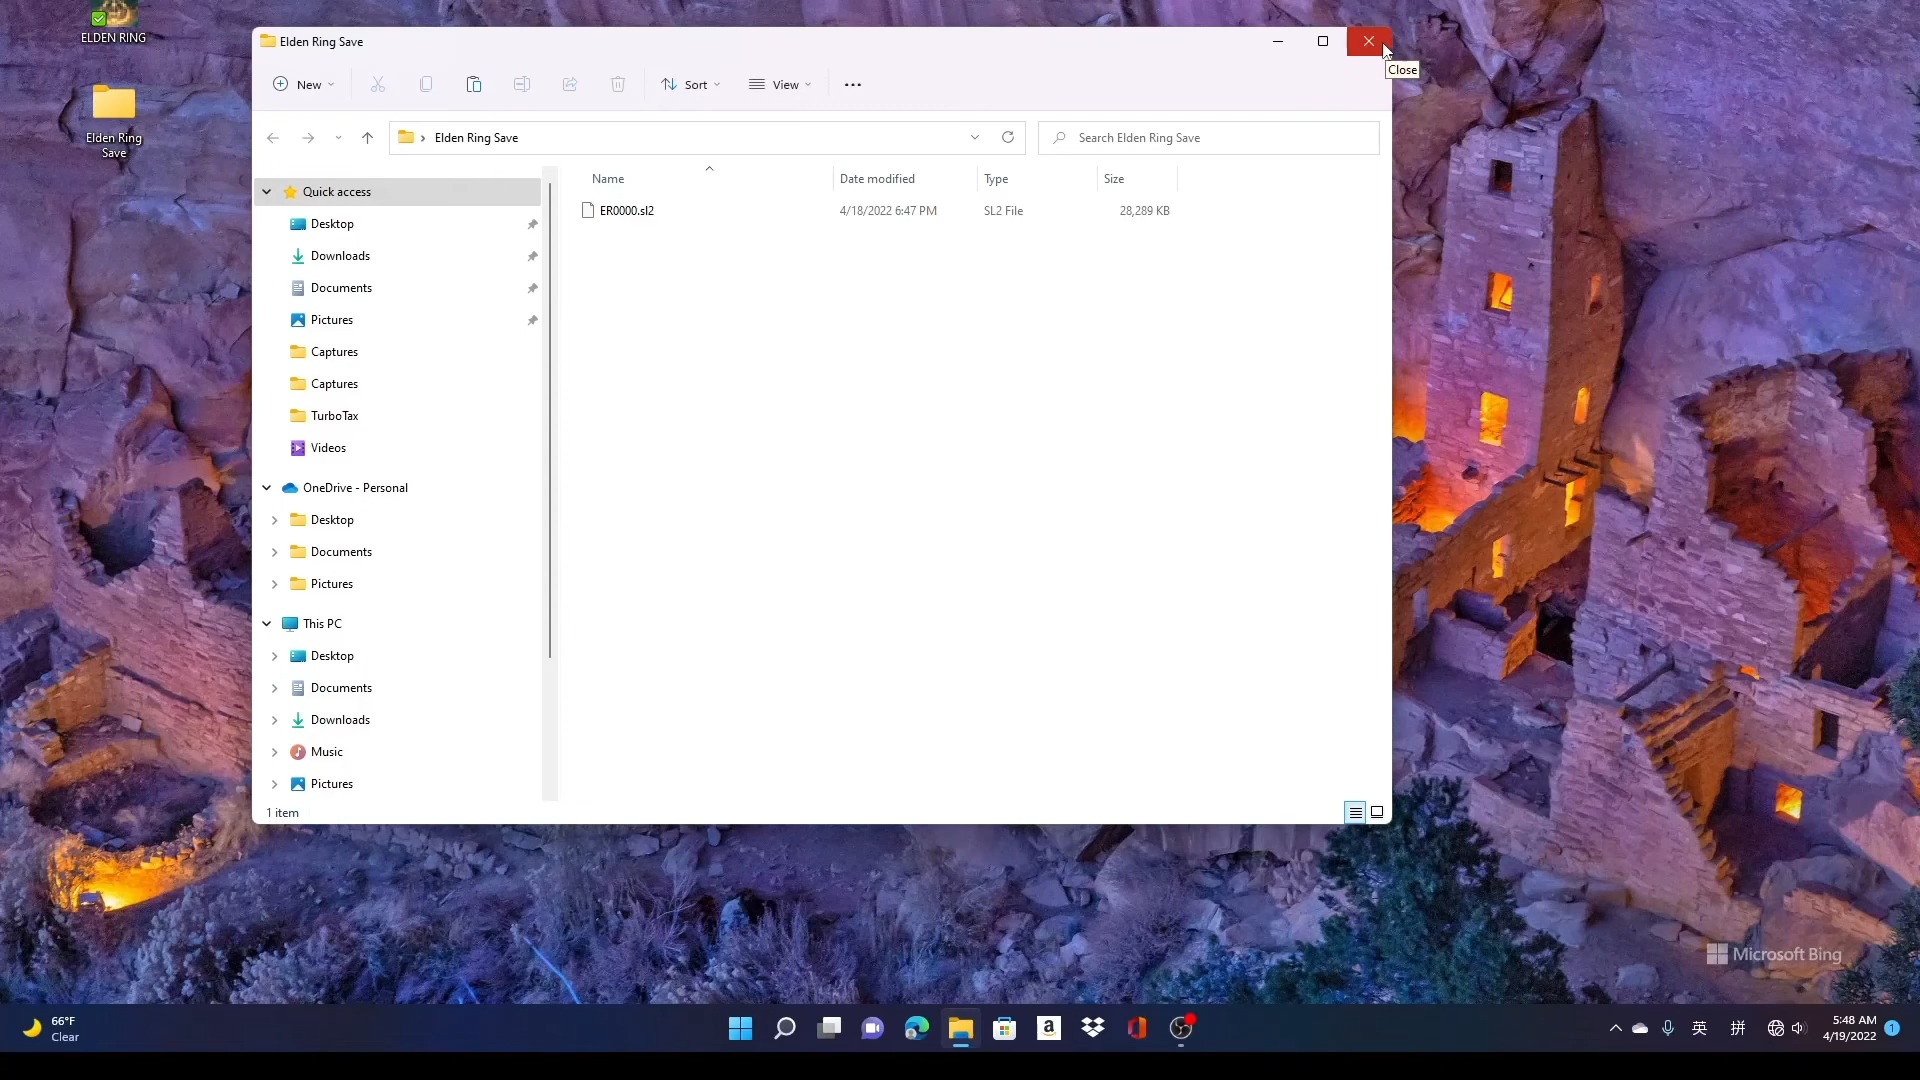 ELDEN RING
Elden Ring
Save
Elden Ring Save
Close
New
Sort
View
Elden Ring Save
Search Elden Ring Save
Name
Date modified
Type
Size
ER0000.sl2
4/18/2022 6:47 PM
SL2 File
28,289 KB
Quick access
Desktop
Downloads
Documents
Pictures
Captures
Captures
TurboTax
Videos
OneDrive - Personal
Desktop
Documents
Pictures
This PC
Desktop
Documents
Downloads
Music
Pictures
1 item
Microsoft Bing
66°F
Clear
a
英
拼
5:48 AM
4/19/2022
1